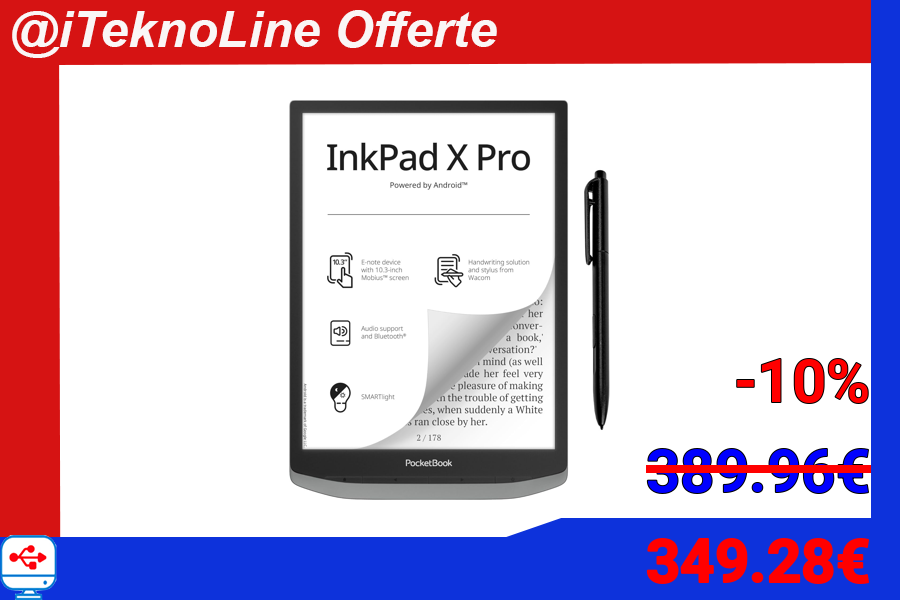 @iTeknoLine Offerte
InkPad X Pro
Powered by Android™
10.3"
E-note device
with 10.3-inch
Mobius™ screen
Handwriting solution
and stylus from
Wacom
Audio support
and Bluetooth®
SMARTlight
her
onver-
a book,'
versation?'
mind (as well
ade her feel very
e pleasure of making
h the trouble of getting
es, when suddenly a White
s ran close by her.
2 / 178
PocketBook
-10%
389.96€
349.28€